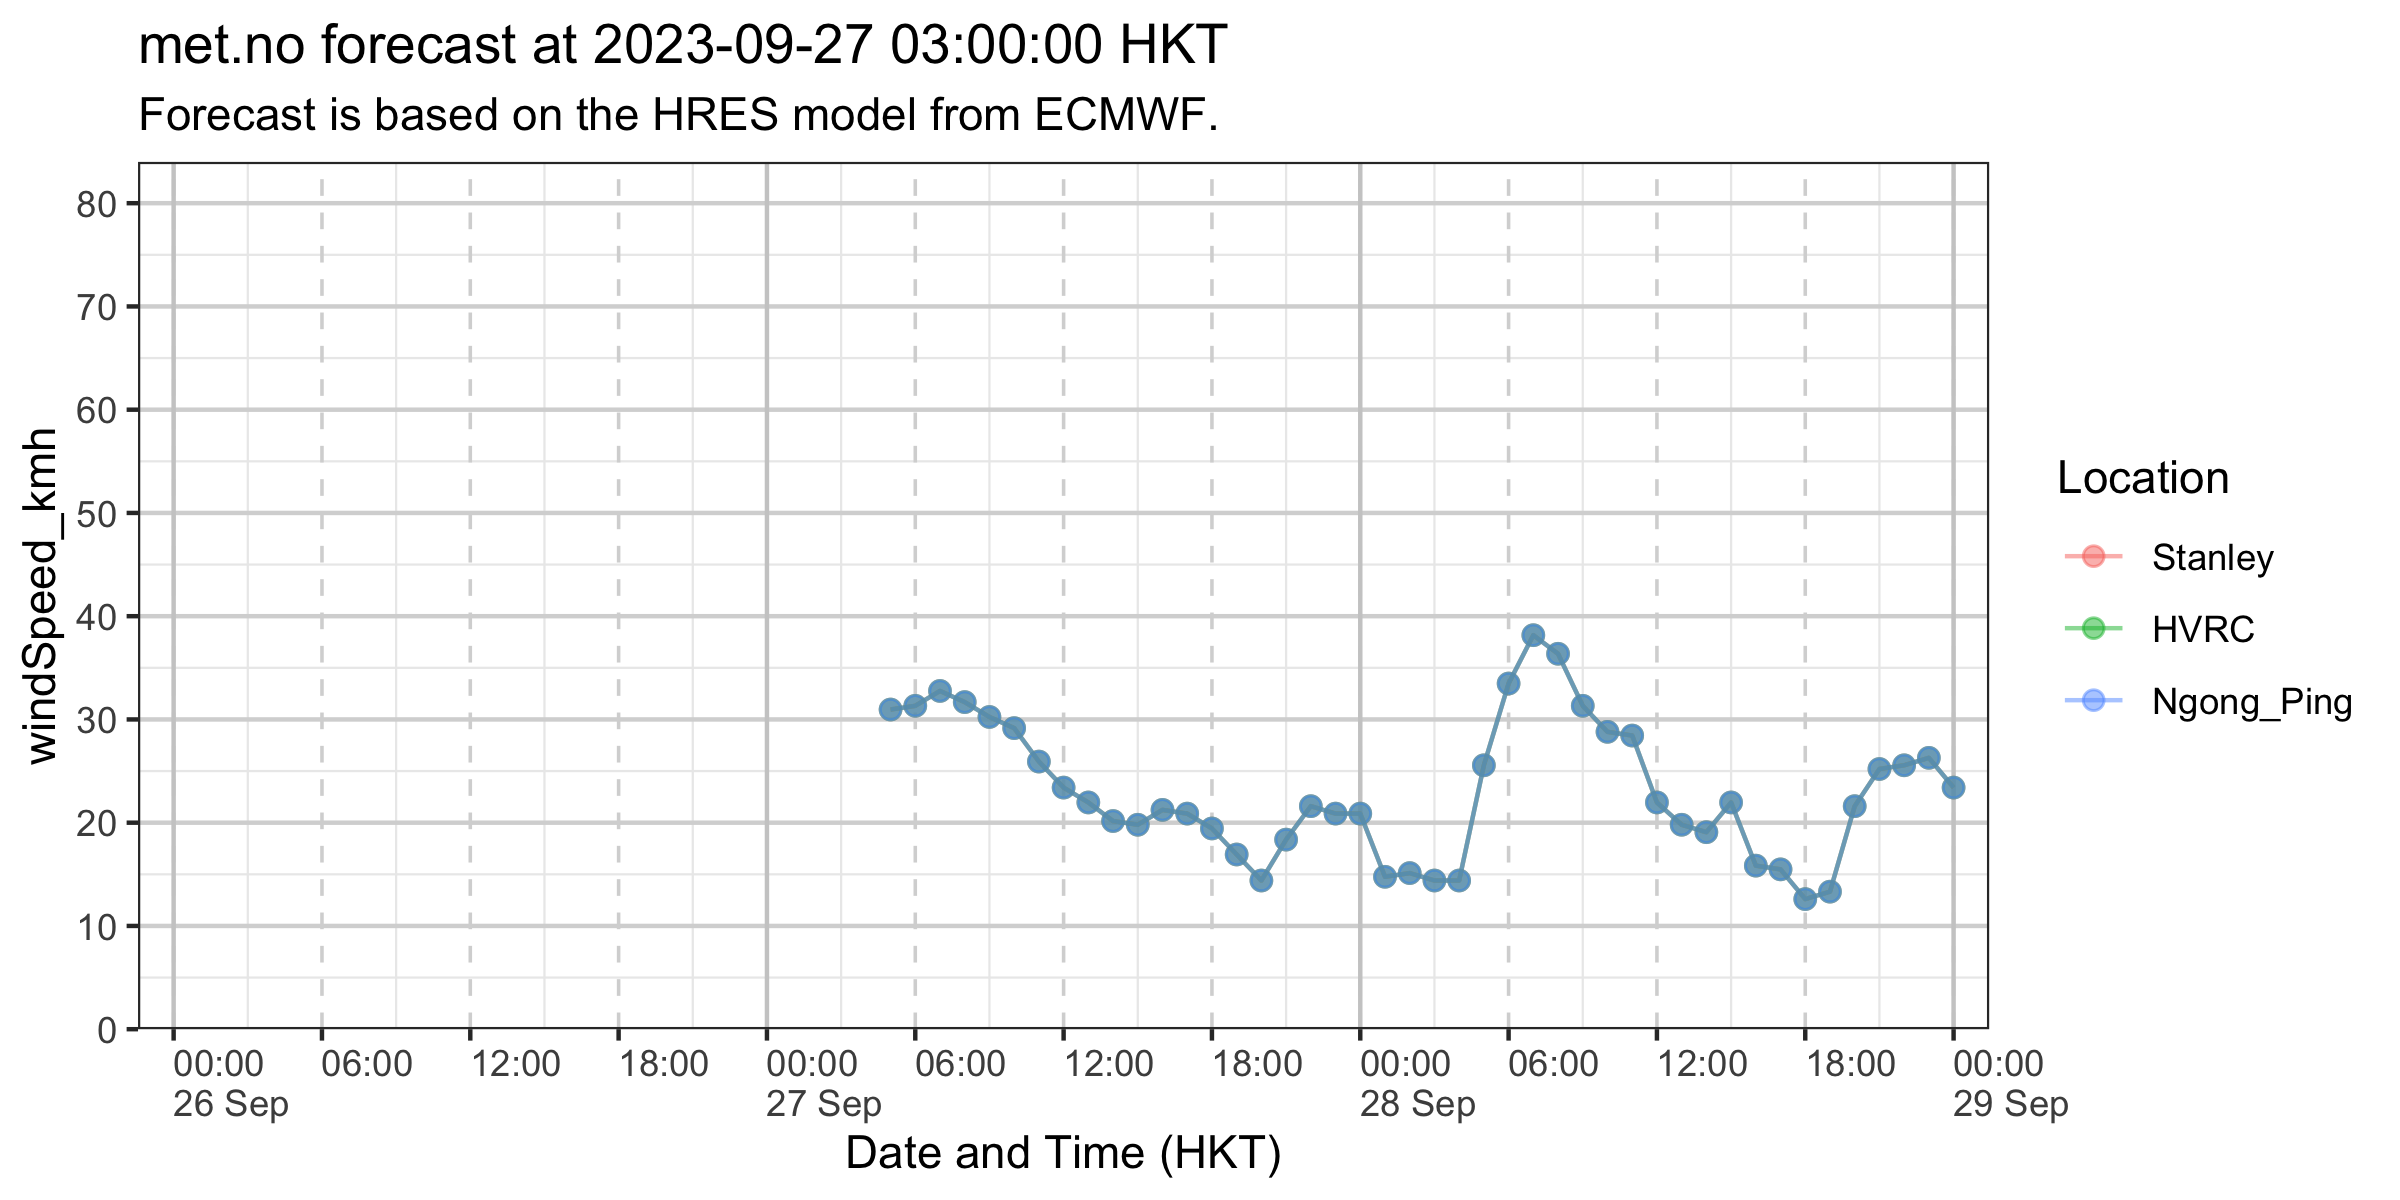 met.no forecast at 2023-09-27 03:00:00 HKT
Forecast is based on the HRES model from ECMWF.
windSpeed_kmh
80
70
60
50
40
30
20
10
0
00:00 06:00 12:00 18:00 00:00 06:00 12:00 18:00 00:00 06:00 12:00 18:00 00:00
26 Sep 27 Sep 28 Sep 29 Sep
Date and Time (HKT)
Location
Stanley
HVRC
Ngong_Ping